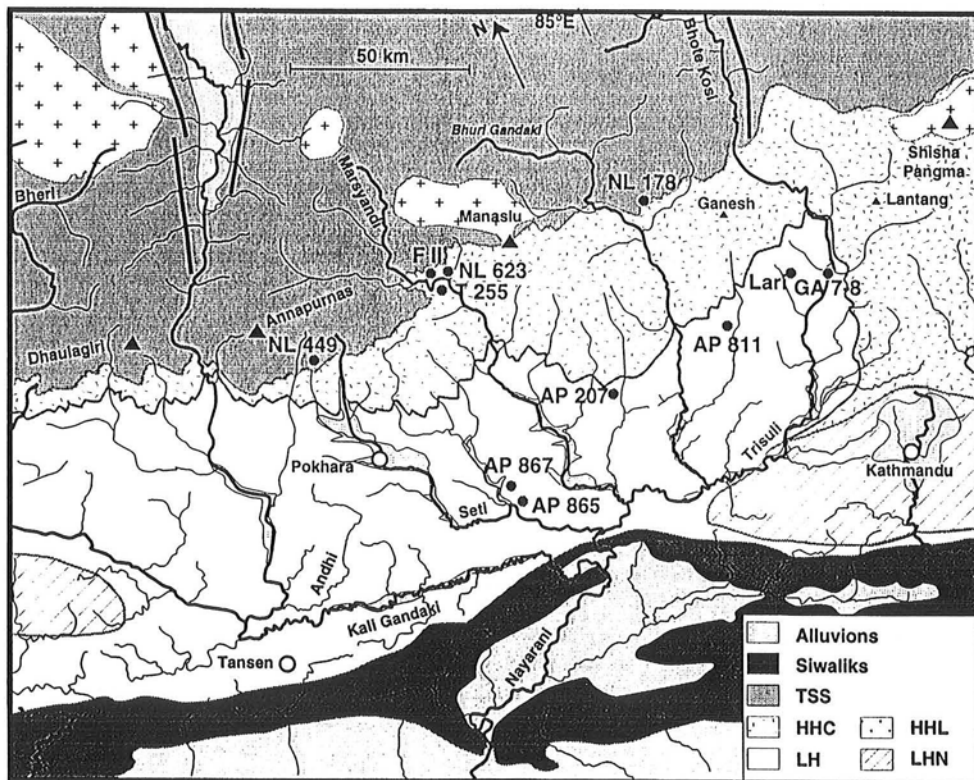 85°E
N
50 km
Bhote Kosi
Bhuri Gandaki
Shisha
Pangma
Bheri
Marsyandi
NL 178
Ganesh
Lantang
Manaslu
F II
NL 623
T 255
Lari
GA 7,8
Annapurnas
Dhaulagiri
NL 449
AP 811
AP 207
Trisuli
Pokhara
Kathmandu
AP 867
AP 865
Seti
Andhi
Kali Gandaki
Tansen
Nayarani
Alluvions
Siwaliks
TSS
HHC HHL
LH LHN